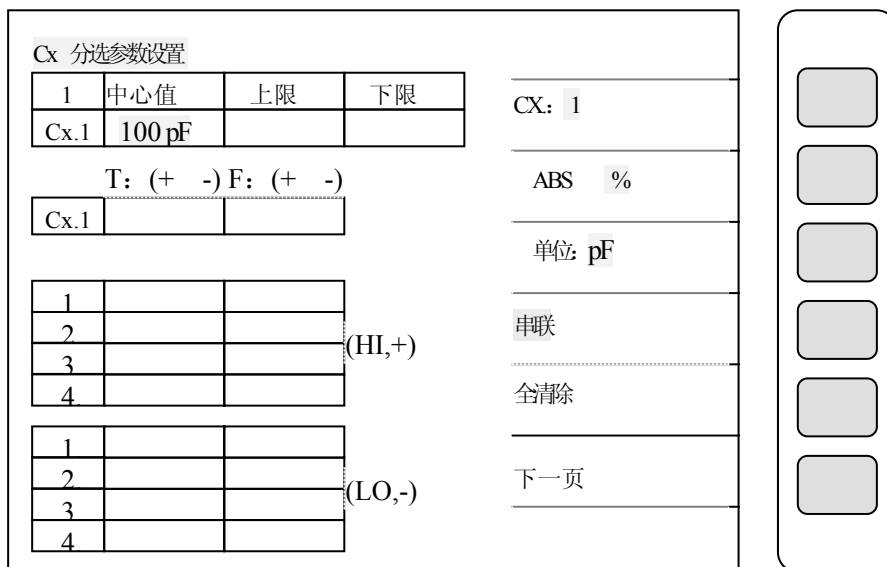 Cx 分选参数设置
1 中心值 上限 下限
Cx.1 100 pF
T：(+ -) F：(+ -)
Cx.1
1
2
3
4
(HI,+)
1
2
3
4
(LO,-)
CX：1
ABS %
单位：pF
串联
全清除
下一页